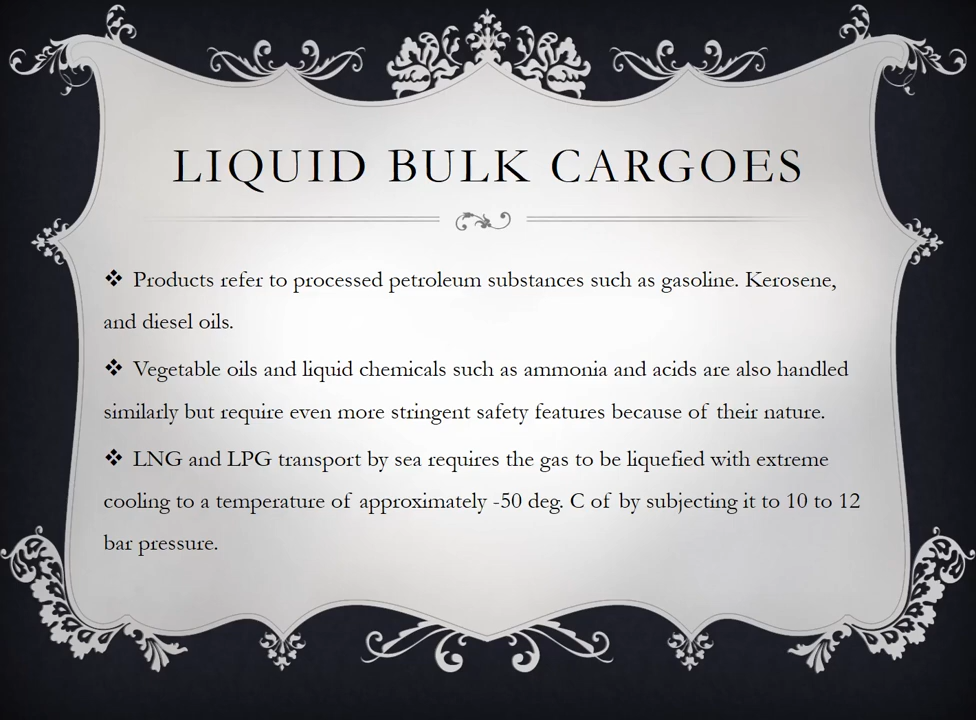 LIQUID BULK CARGOES
❖ Products refer to processed petroleum substances such as gasoline. Kerosene,
and diesel oils.
❖ Vegetable oils and liquid chemicals such as ammonia and acids are also handled
similarly but require even more stringent safety features because of their nature.
❖ LNG and LPG transport by sea requires the gas to be liquefied with extreme
cooling to a temperature of approximately -50 deg. C of by subjecting it to 10 to 12
bar pressure.